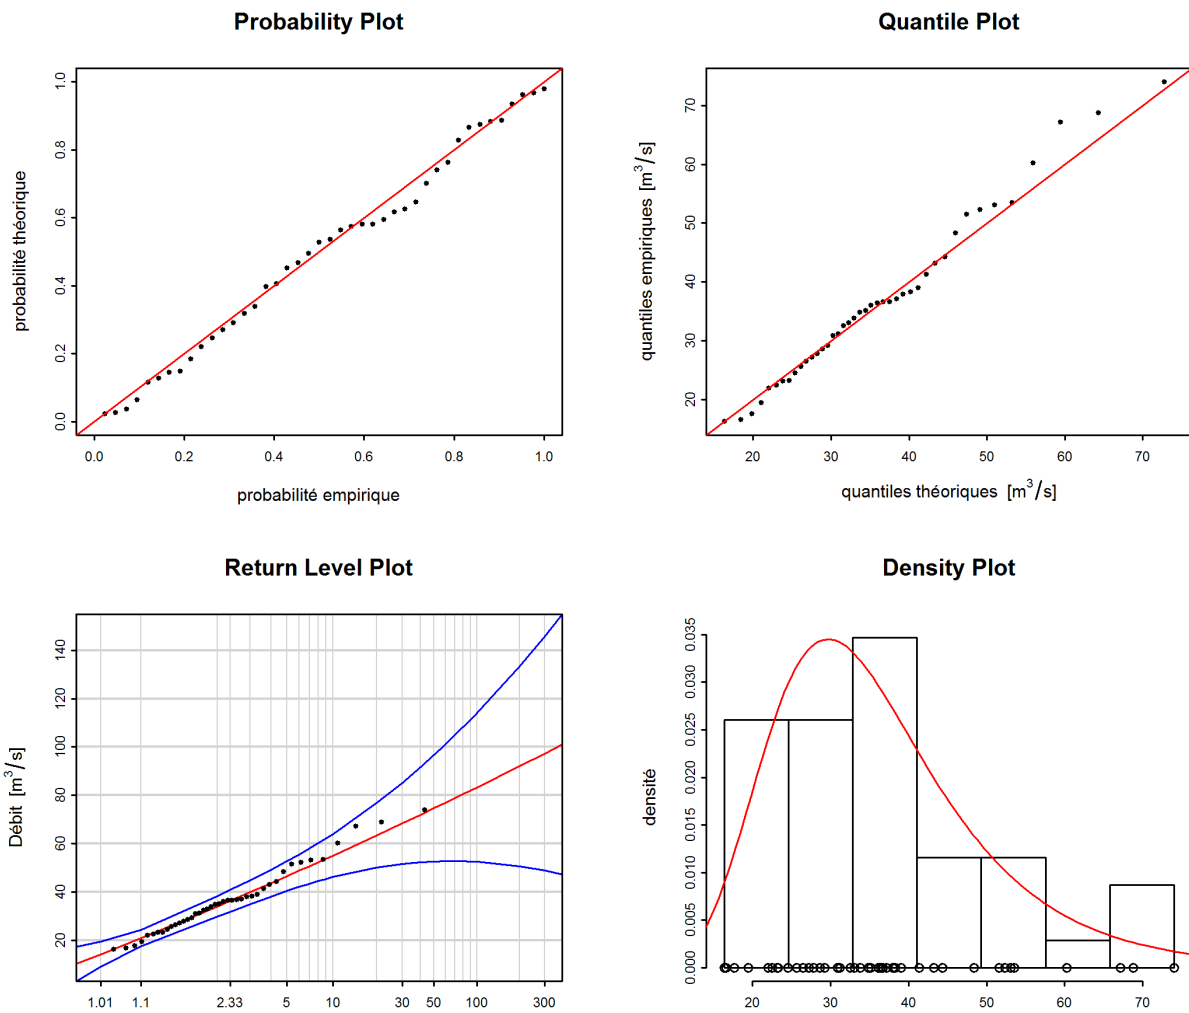 Probability Plot
probabilité théorique
0.0 0.2 0.4 0.6 0.8 1.0
0.0 0.2 0.4 0.6 0.8 1.0
probabilité empirique
Quantile Plot
quantiles empiriques [m³/s]
20 30 40 50 60 70
20 30 40 50 60 70
quantiles théoriques [m³/s]
Return Level Plot
Débit [m³/s]
20 40 60 80 100 120 140
1.01 1.1 2.33 5 10 30 50 100 300
Density Plot
densité
0.000 0.005 0.010 0.015 0.020 0.025 0.030 0.035
20 30 40 50 60 70